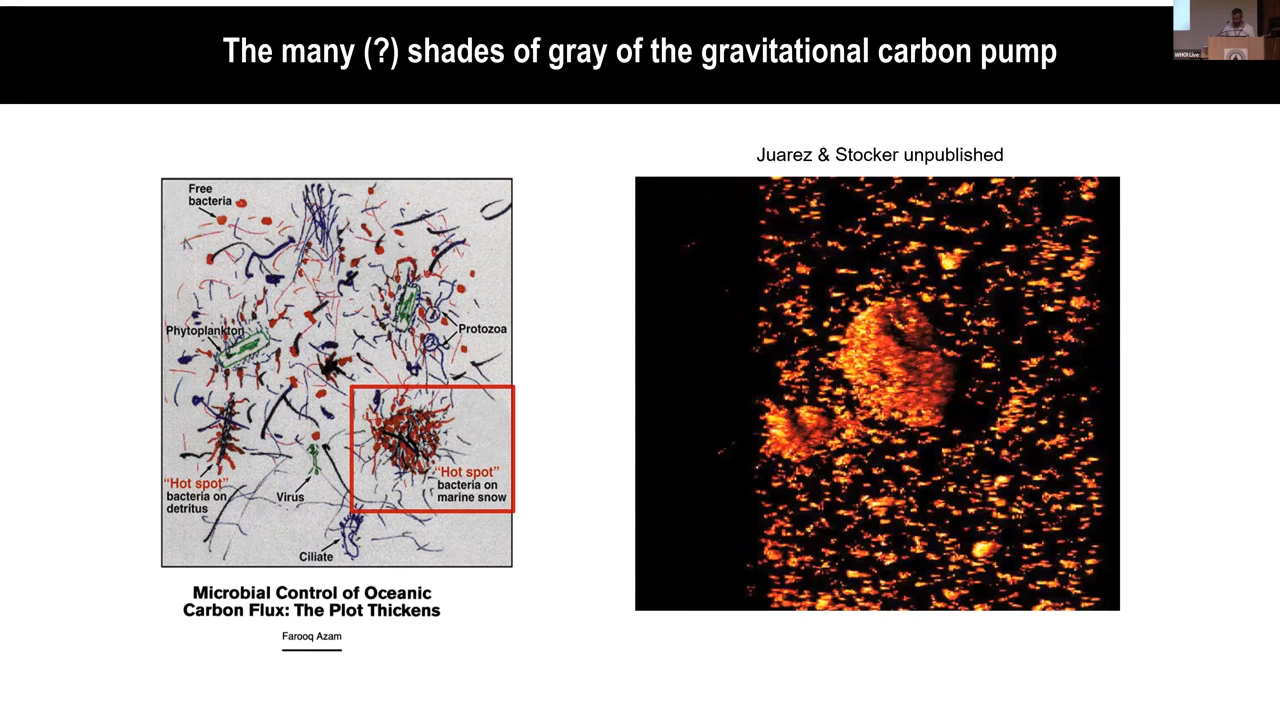 The many (?) shades of gray of the gravitational carbon pump
WHOI Live
Juarez & Stocker unpublished
Free
bacteria
Phytoplankton
Protozoa
"Hot spot"
bacteria on
detritus
Virus
"Hot spot"
bacteria on
marine snow
Ciliate
Microbial Control of Oceanic
Carbon Flux: The Plot Thickens
Farooq Azam